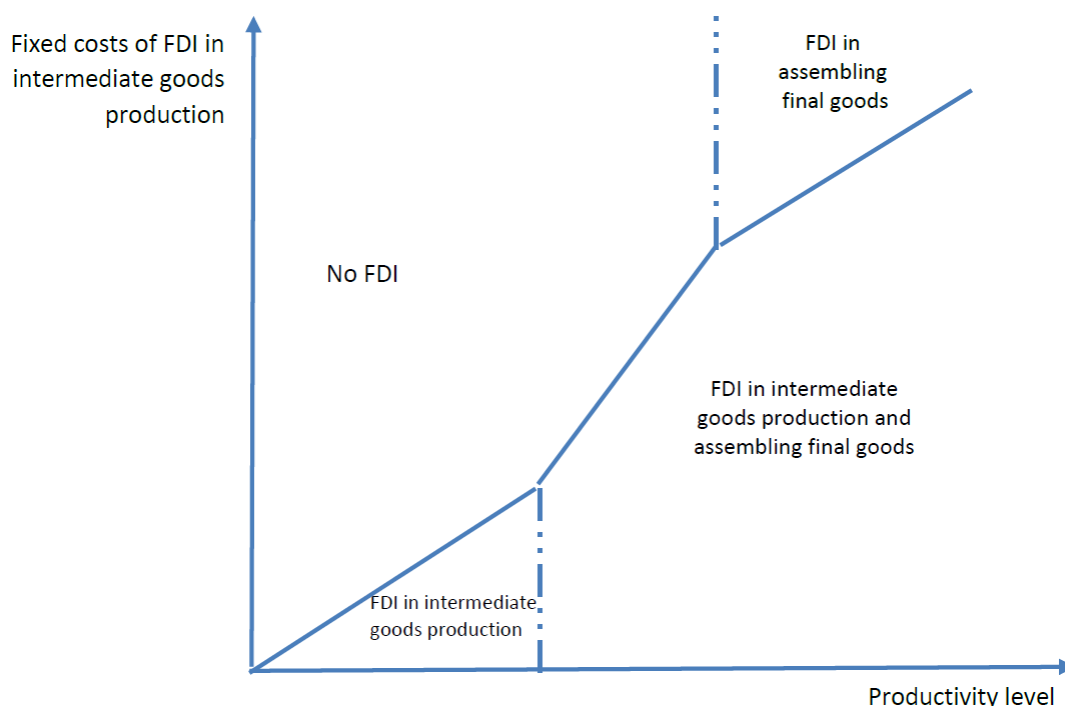 Fixed costs of FDI in
intermediate goods
production
FDI in
assembling
final goods
No FDI
FDI in intermediate
goods production and
assembling final goods
FDI in intermediate
goods production
Productivity level